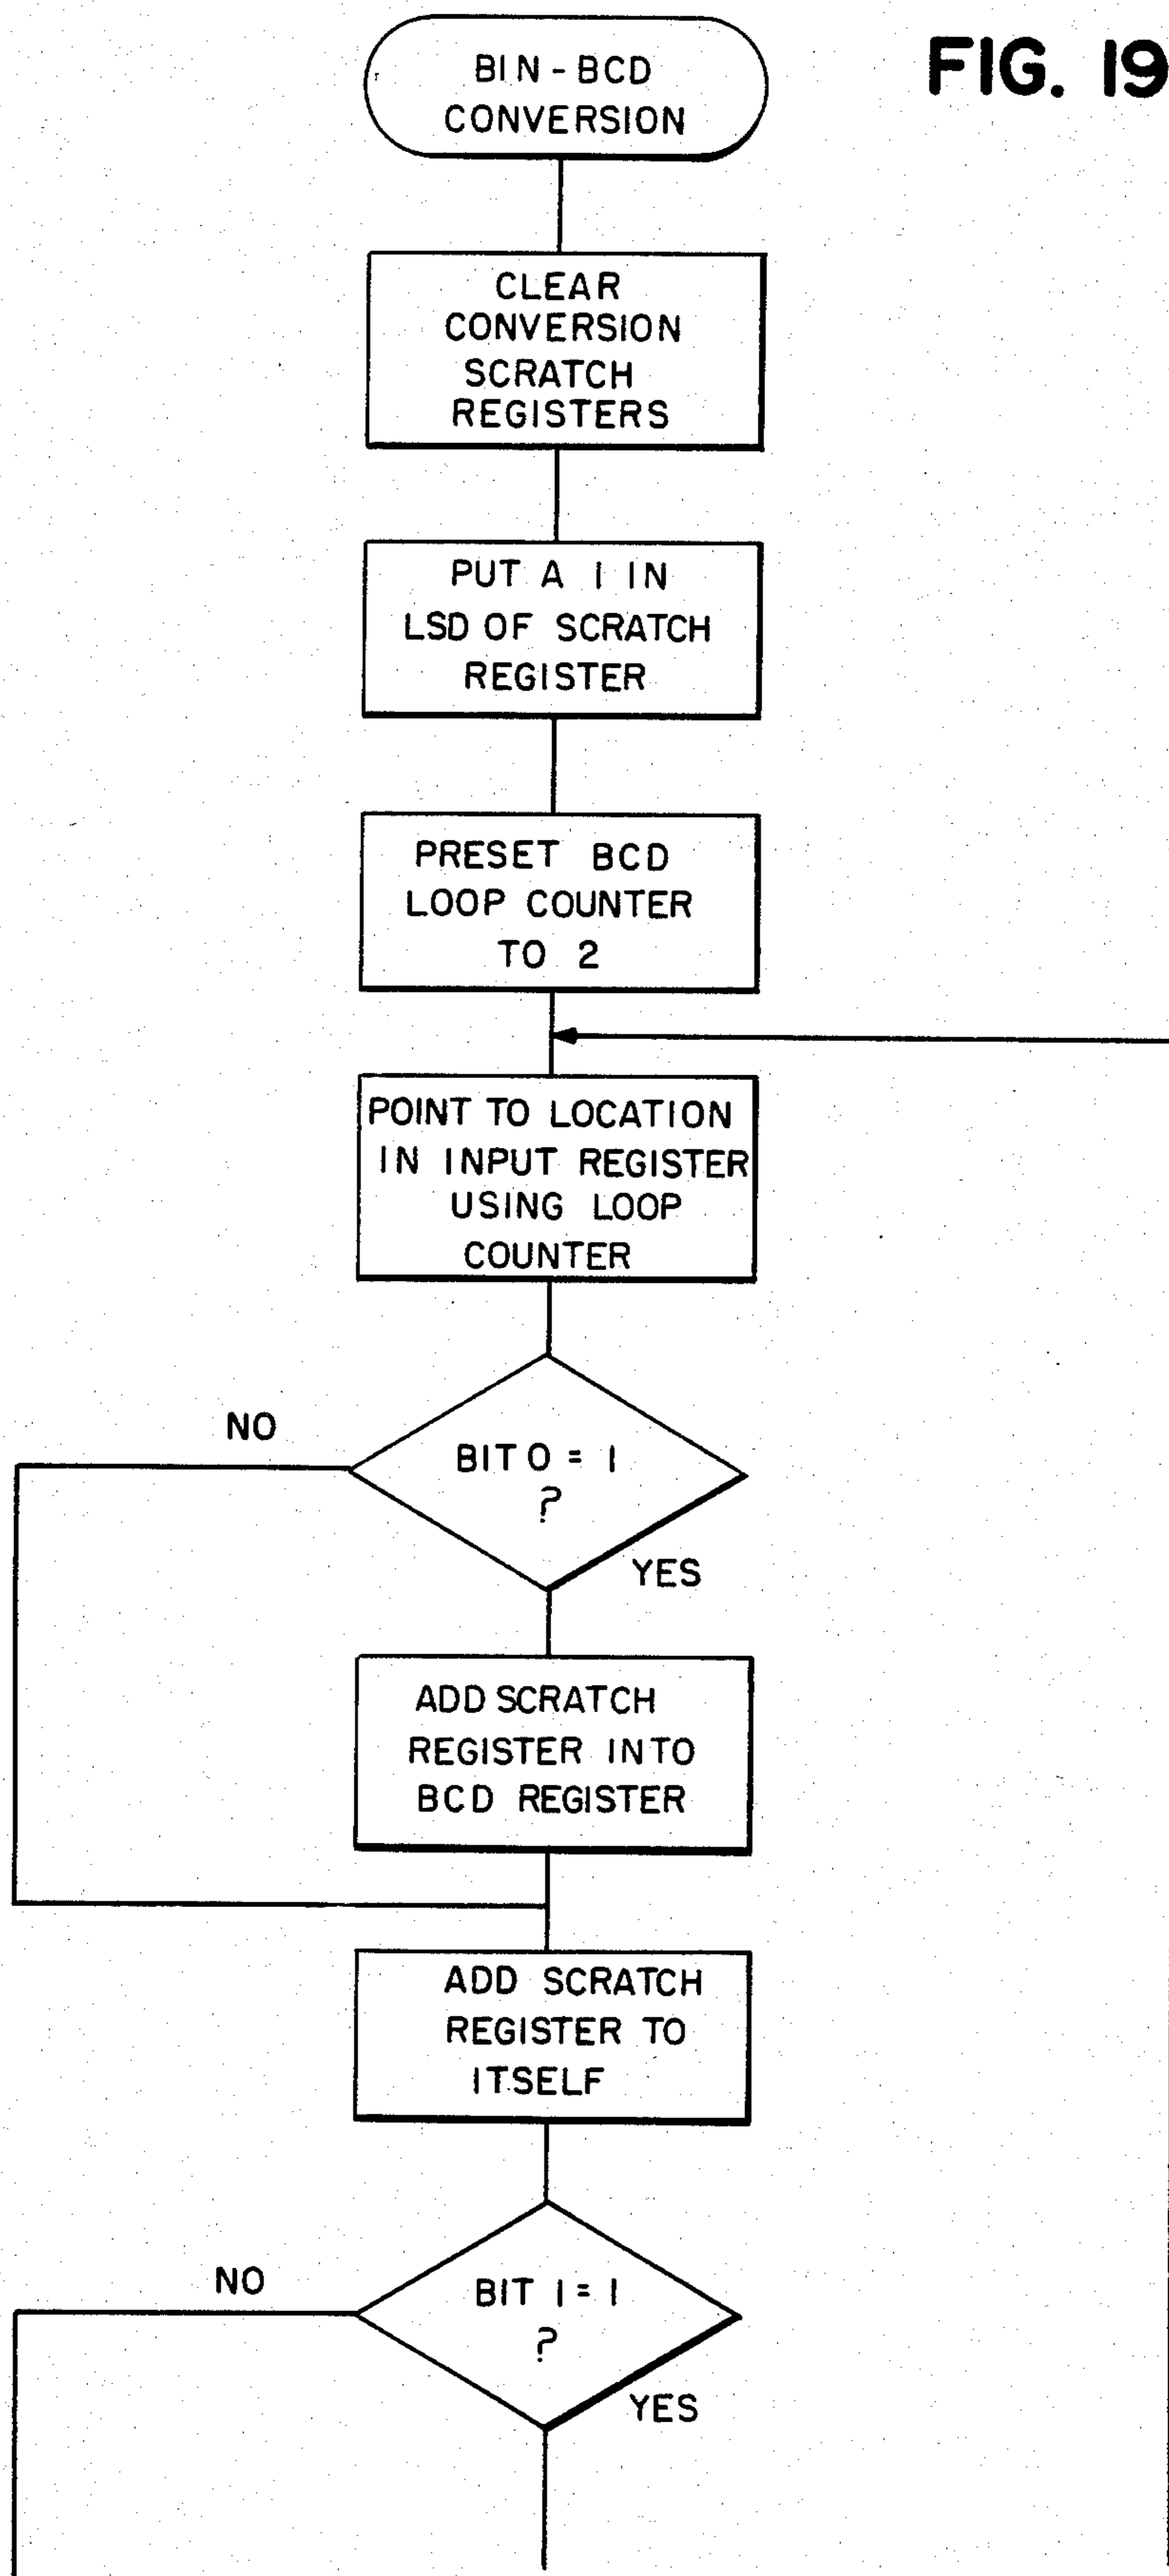 FIG. 19
BIN-BCD
CONVERSION
CLEAR
CONVERSION
SCRATCH
REGISTERS
PUT A 1 IN
LSD OF SCRATCH
REGISTER
PRESET BCD
LOOP COUNTER
TO 2
POINT TO LOCATION
IN INPUT REGISTER
USING LOOP
COUNTER
NO
BIT 0 = 1
?
YES
ADD SCRATCH
REGISTER INTO
BCD REGISTER
ADD SCRATCH
REGISTER TO
ITSELF
NO
BIT 1 = 1
?
YES